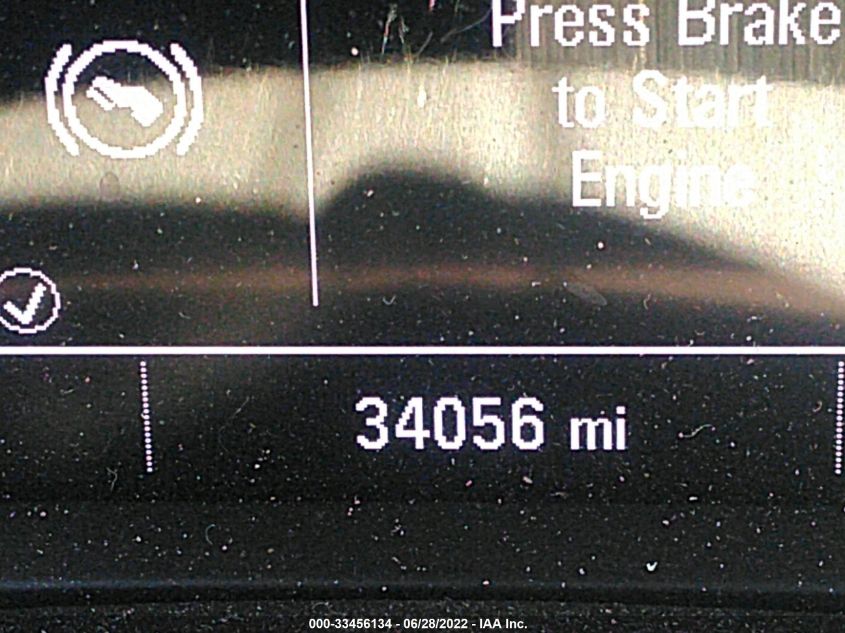 Press Brake
to Start
Engine
34056 mi
000-33456134 - 06/28/2022 - IAA Inc.